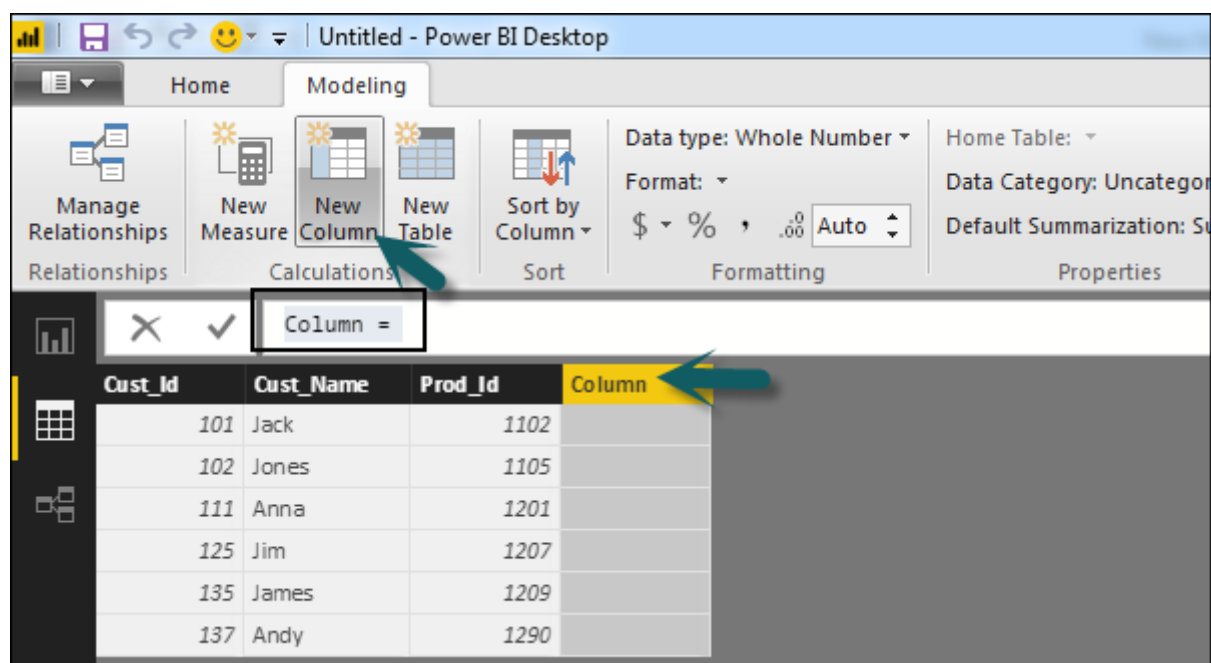 Untitled - Power BI Desktop
Home Modeling
Manage Relationships
New Measure
New Column
New Table
Sort by Column
Data type: Whole Number
Format:
$ % , .00 Auto
Home Table:
Data Category: Uncategor
Default Summarization: Su
Relationships Calculations Sort Formatting Properties
Column =
Cust_Id Cust_Name Prod_Id Column
101 Jack 1102
102 Jones 1105
111 Anna 1201
125 Jim 1207
135 James 1209
137 Andy 1290